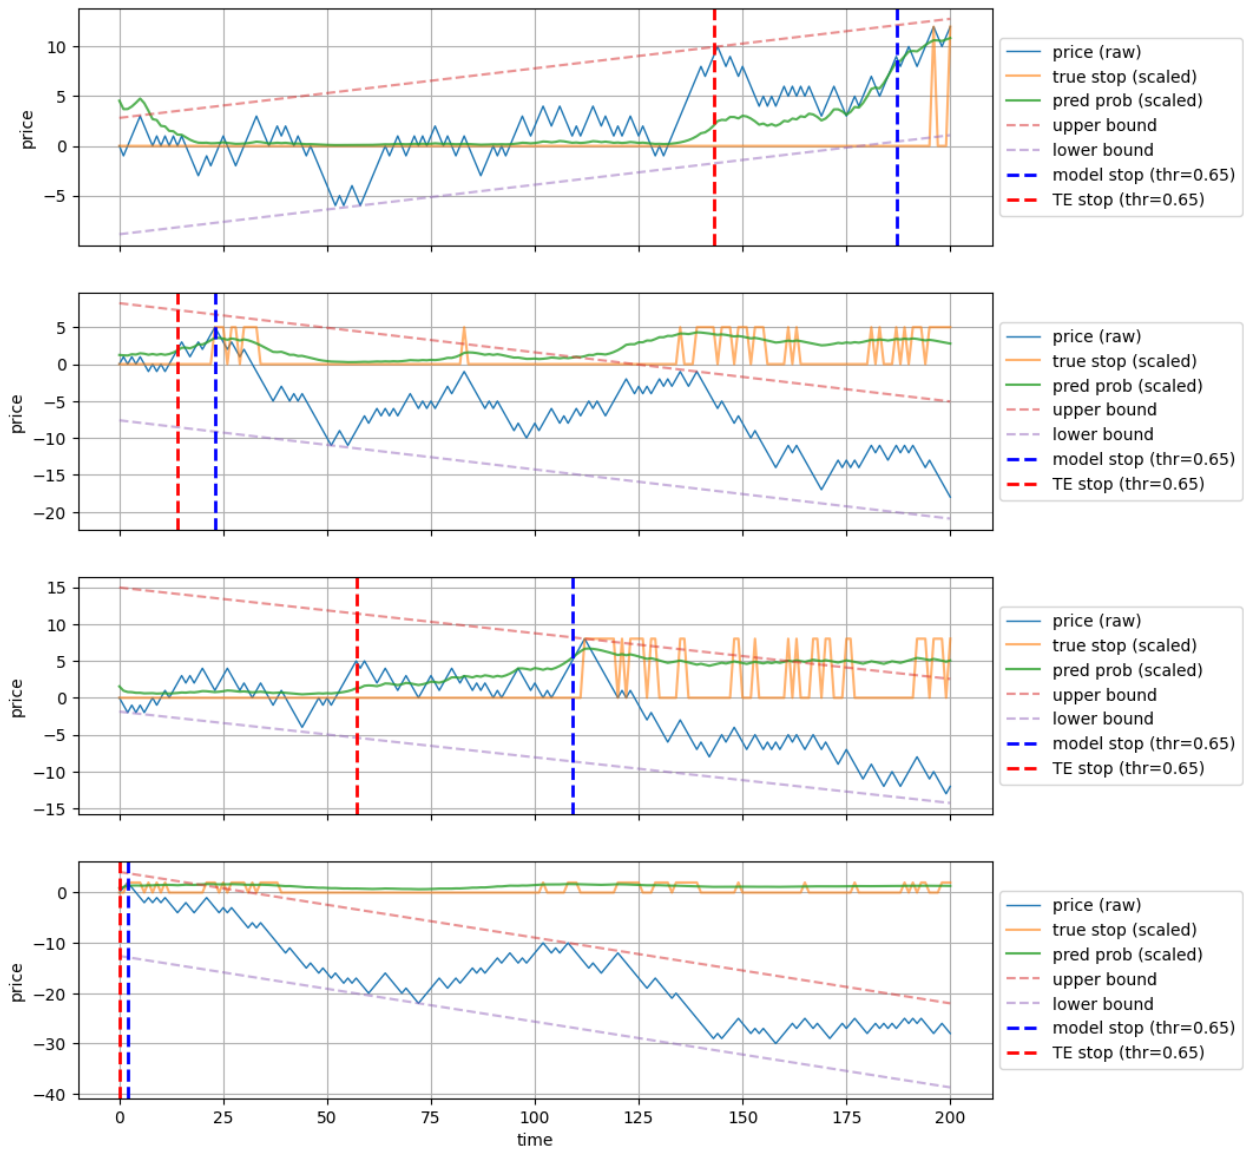 10
5
0
−5
price
price (raw)
true stop (scaled)
pred prob (scaled)
upper bound
lower bound
model stop (thr=0.65)
TE stop (thr=0.65)
5
0
−5
−10
−15
−20
price
price (raw)
true stop (scaled)
pred prob (scaled)
upper bound
lower bound
model stop (thr=0.65)
TE stop (thr=0.65)
15
10
5
0
−5
−10
−15
price
price (raw)
true stop (scaled)
pred prob (scaled)
upper bound
lower bound
model stop (thr=0.65)
TE stop (thr=0.65)
0
−10
−20
−30
−40
price
price (raw)
true stop (scaled)
pred prob (scaled)
upper bound
lower bound
model stop (thr=0.65)
TE stop (thr=0.65)
0 25 50 75 100 125 150 175 200
time